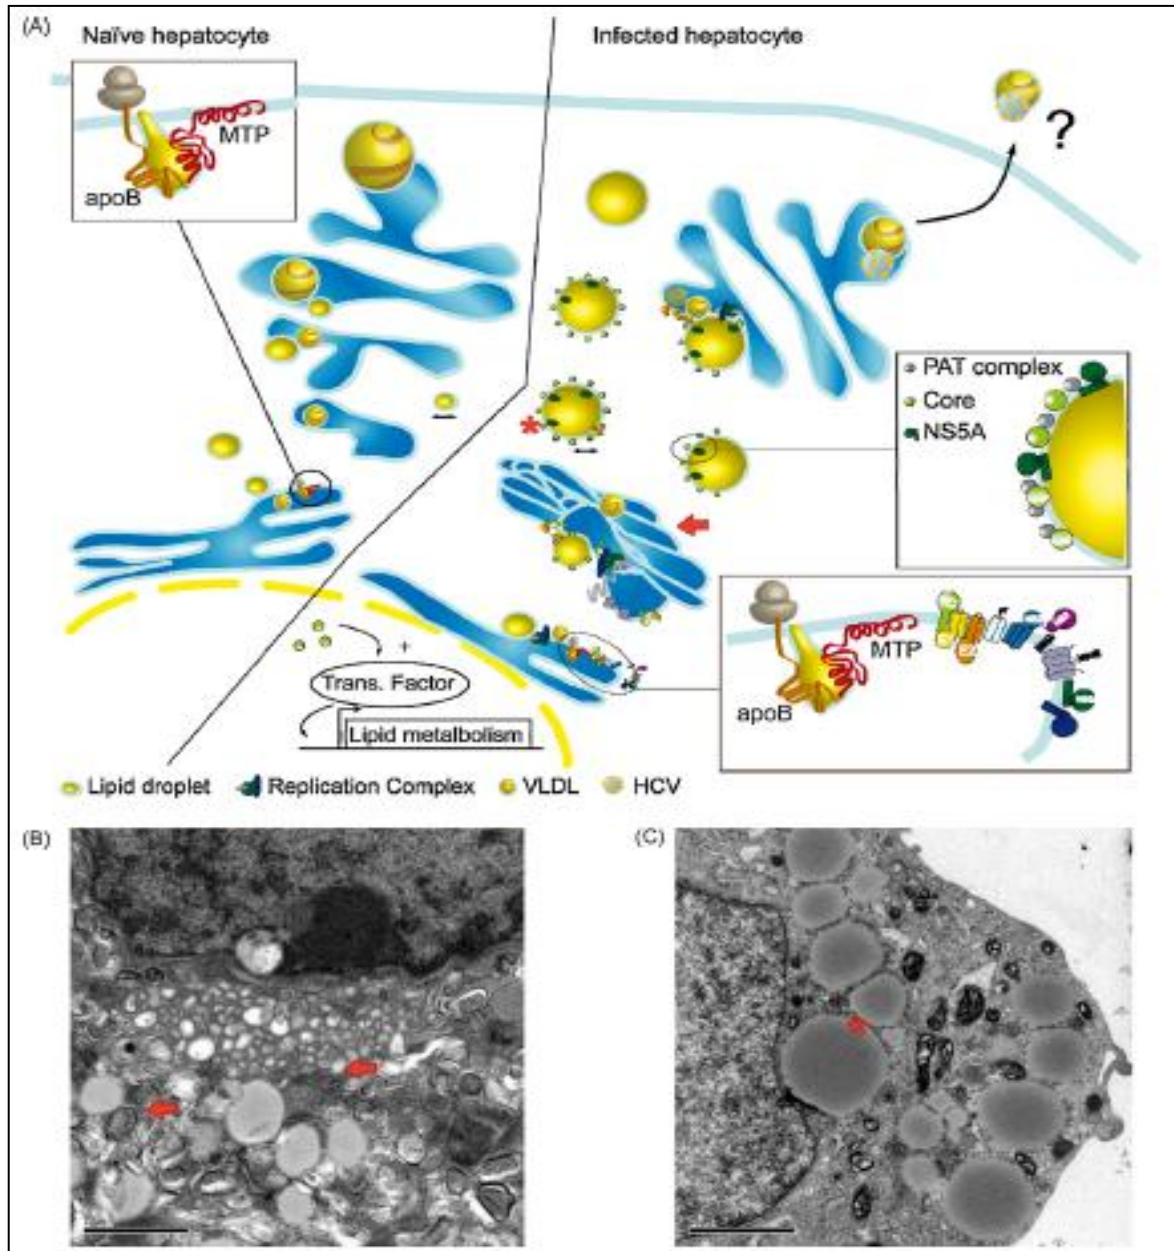 (A)
Naïve hepatocyte
Infected hepatocyte
MTP
apoB
?
PAT complex
Core
NS5A
*
MTP
apoB
+
Trans. Factor
Lipid metalbolism
Lipid droplet
Replication Complex
VLDL
HCV
(B)
(C)
*